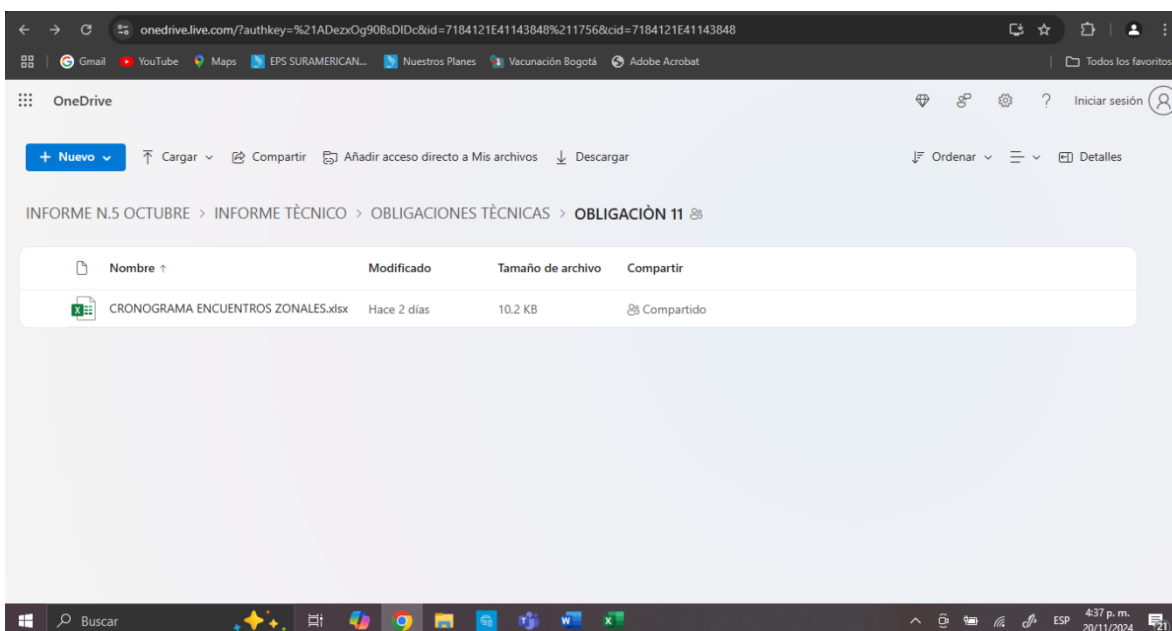 onedrive.live.com/?authkey=%21ADezxOg90BsDIDc&id=7184121E41143848%211756&cid=7184121E41143848
Gmail YouTube Maps EPS SURAMERICAN... Nuestros Planes Vacunación Bogotá Adobe Acrobat Todos los favoritos
OneDrive Iniciar sesión
+ Nuevo Cargar Compartir Añadir acceso directo a Mis archivos Descargar Ordenar Detalles
INFORME N.5 OCTUBRE > INFORME TÈCNICO > OBLIGACIONES TÈCNICAS > OBLIGACIÒN 11
Nombre ↑ Modificado Tamaño de archivo Compartir
CRONOGRAMA ENCUENTROS ZONALES.xlsx Hace 2 días 10.2 KB Compartido
Buscar ESP 4:37 p. m.
20/11/2024 21